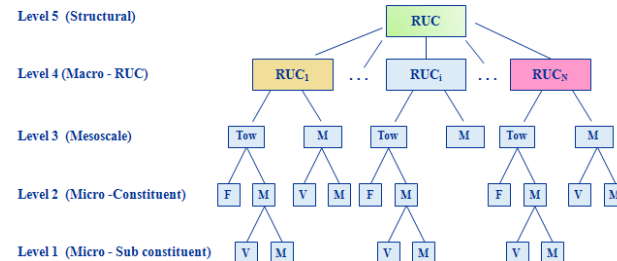 Level 5 (Structural) RUC
Level 4 (Macro - RUC) RUC1 ... RUCi ... RUCN
Level 3 (Mesoscale) Tow M Tow M Tow M
Level 2 (Micro -Constituent) F M V M F M F M V M
Level 1 (Micro - Sub constituent) V M V M V M